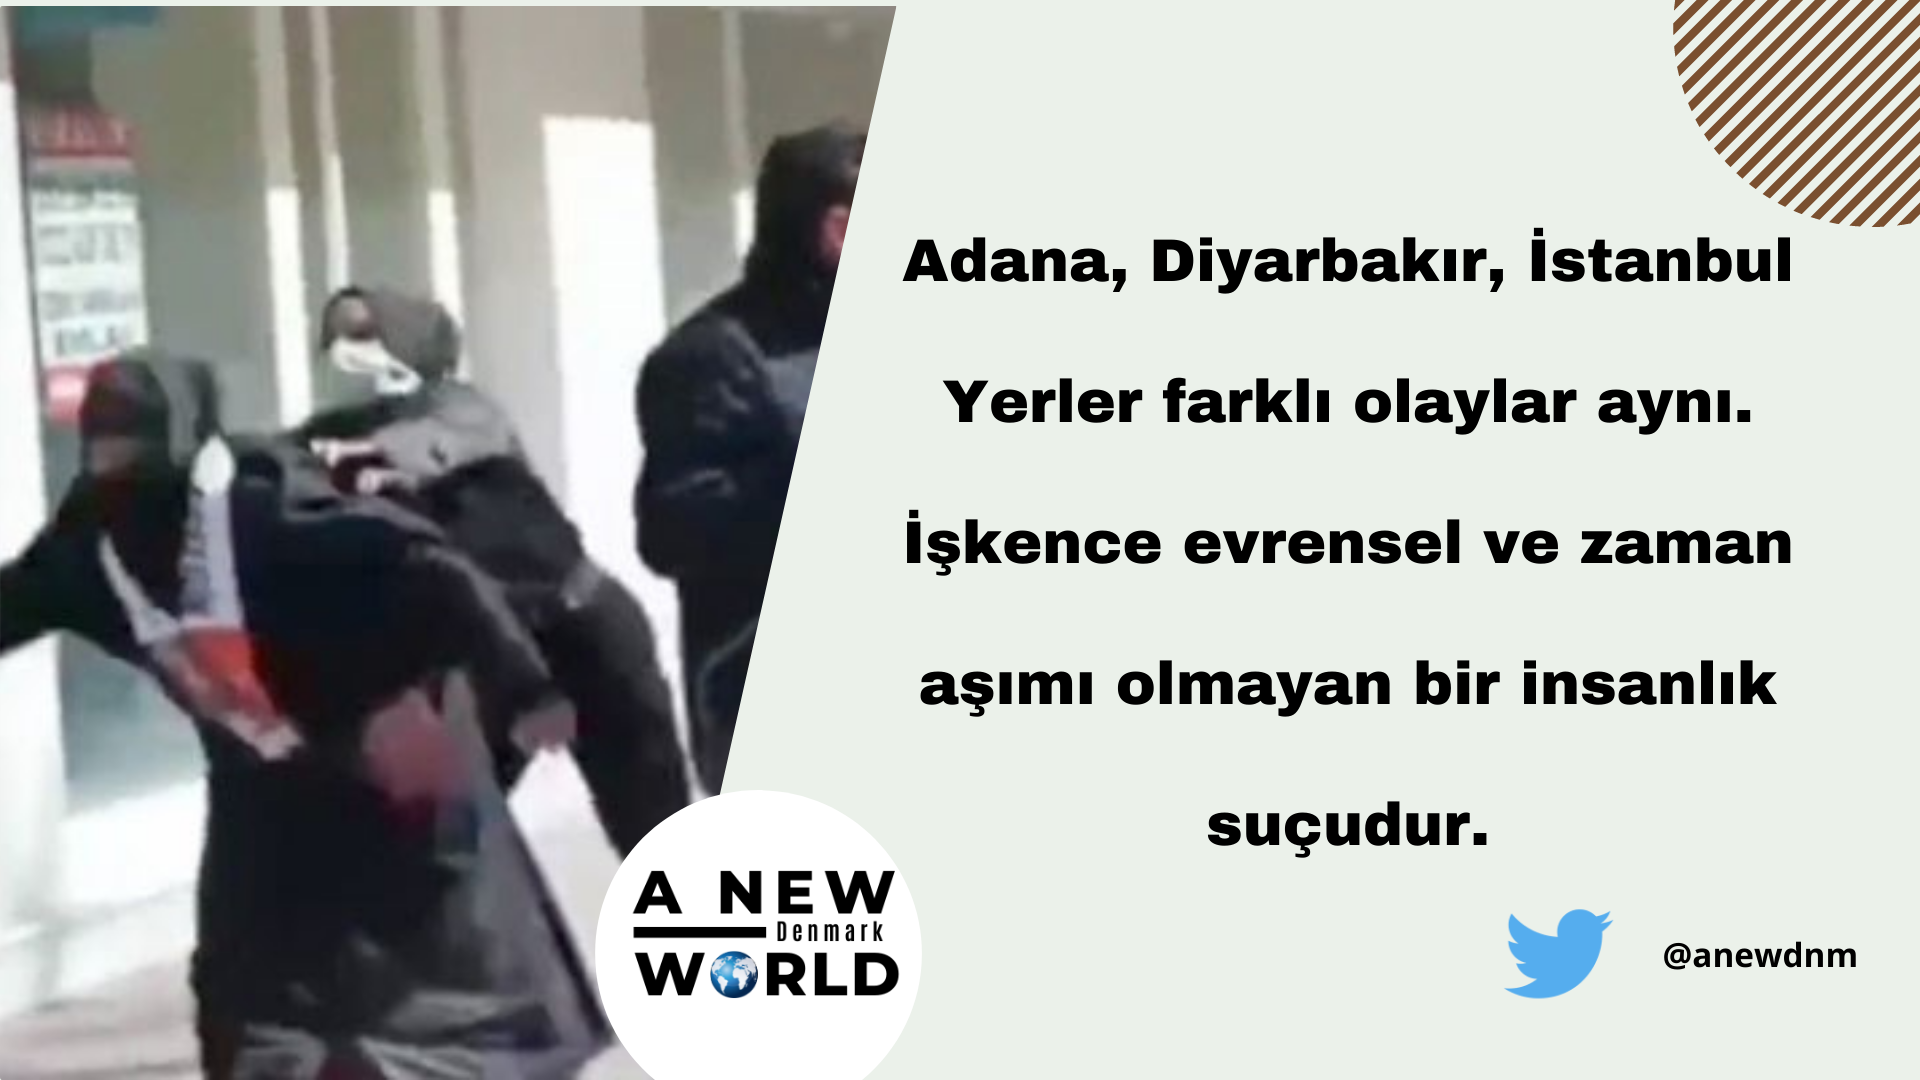 Adana, Diyarbakır, İstanbul
Yerler farklı olaylar aynı.
İşkence evrensel ve zaman
aşımı olmayan bir insanlık
suçudur.
A NEW
Denmark
WORLD
@anewdnm